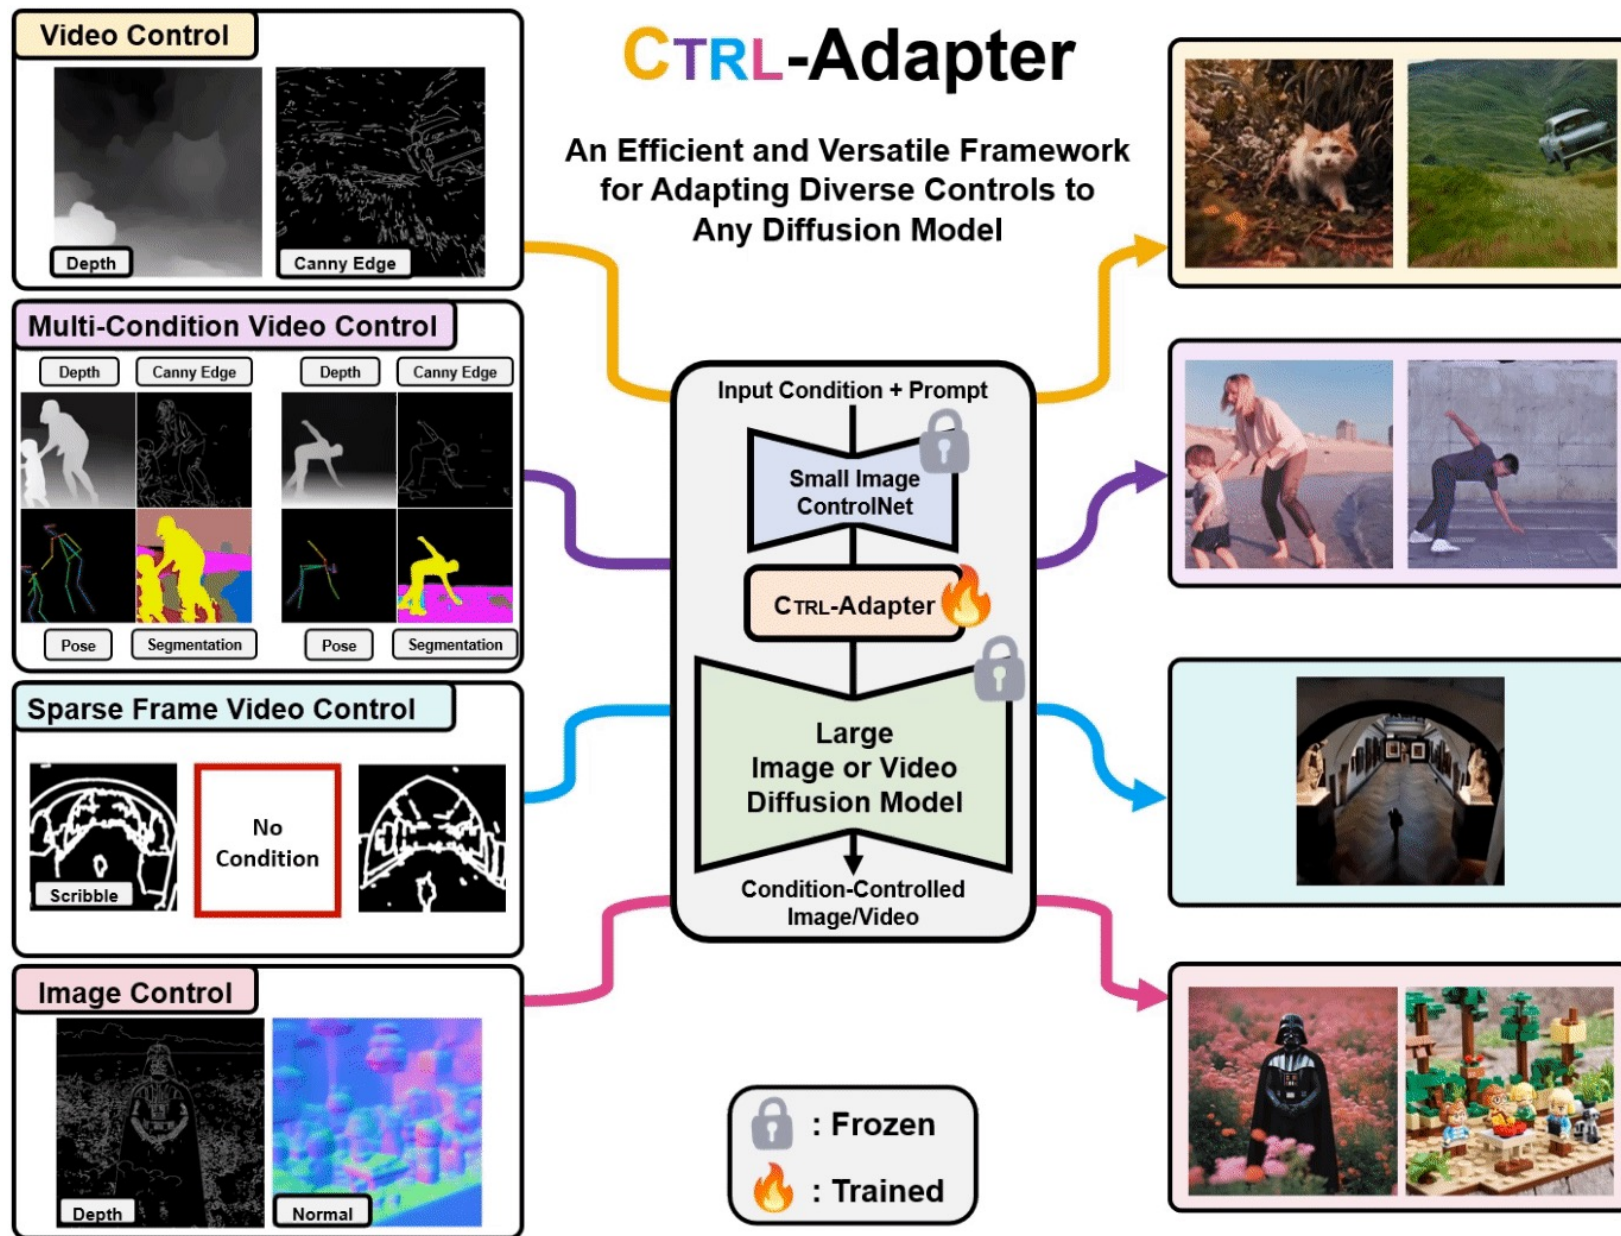 CTRL-Adapter
An Efficient and Versatile Framework
for Adapting Diverse Controls to
Any Diffusion Model
Video Control
Depth
Canny Edge
Multi-Condition Video Control
Depth
Canny Edge
Depth
Canny Edge
Pose
Segmentation
Pose
Segmentation
Sparse Frame Video Control
Scribble
No
Condition
Image Control
Depth
Normal
Input Condition + Prompt
Small Image
ControlNet
CTRL-Adapter
Large
Image or Video
Diffusion Model
Condition-Controlled
Image/Video
: Frozen
: Trained